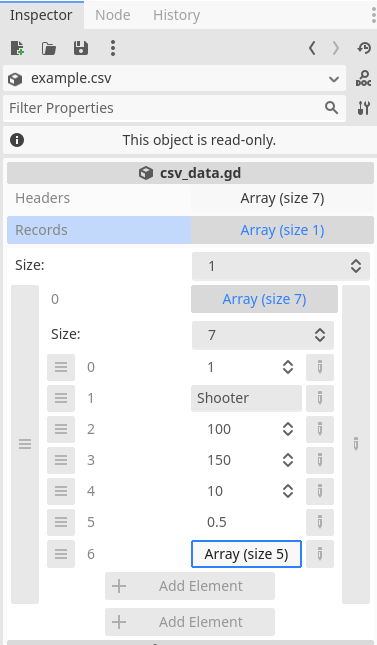 Inspector Node History
example.csv
Filter Properties
This object is read-only.
csv_data.gd
Headers Array (size 7)
Records Array (size 1)
Size: 1
0 Array (size 7)
Size: 7
0 1
1 Shooter
2 100
3 150
4 10
5 0.5
6 Array (size 5)
Add Element
Add Element